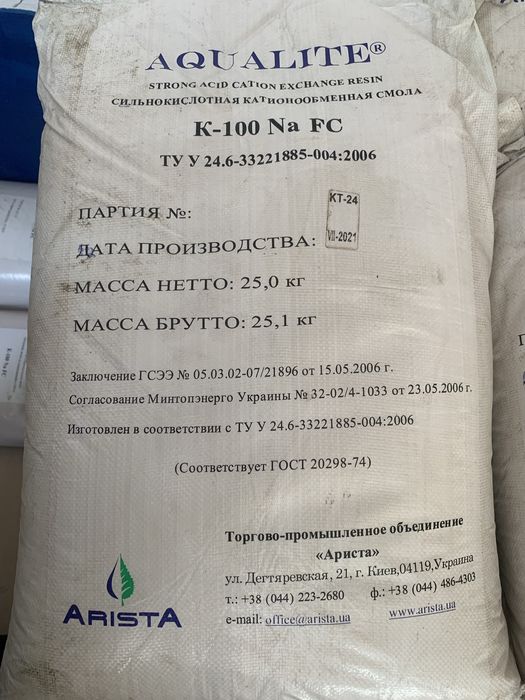 AQUALITE®
STRONG ACID CATION EXCHANGE RESIN
СИЛЬНОКИСЛОТНАЯ КАТИОНООБМЕННАЯ СМОЛА
К-100 Na FC
ТУ У 24.6-33221885-004:2006
ПАРТИЯ №: КТ-24
ДАТА ПРОИЗВОДСТВА: VII-2021
МАССА НЕТТО: 25,0 кг
МАССА БРУТТО: 25,1 кг
Заключение ГСЭЭ № 05.03.02-07/21896 от 15.05.2006 г.
Согласование Минтопэнерго Украины № 32-02/4-1033 от 23.05.2006 г.
Изготовлен в соответствии с ТУ У 24.6-33221885-004:2006
(Соответствует ГОСТ 20298-74)
Торгово-промышленное объединение
«Ариста»
ул. Дегтяревская, 21, г. Киев,04119,Украина
т.: +38 (044) 223-2680 ф.: +38 (044) 486-4303
e-mail: office@arista.ua www.arista.ua
ARISTA
K-100 Na FC